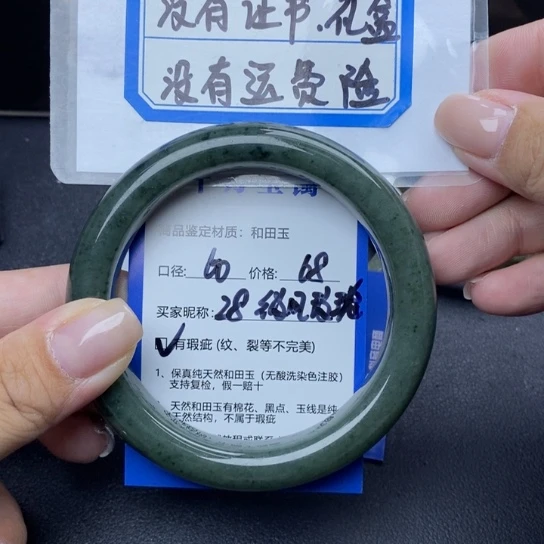 没有证书.礼盒
没有运费险
商品鉴定材质：和田玉
口径: 60 价格: 68
买家昵称: 28
有瑕疵 (纹、裂等不完美)
1、保真纯天然和田玉（无酸洗染色注胶）
支持复检，假一赔十
天然和田玉有棉花、黑点、玉线是纯
天然结构，不属于瑕疵